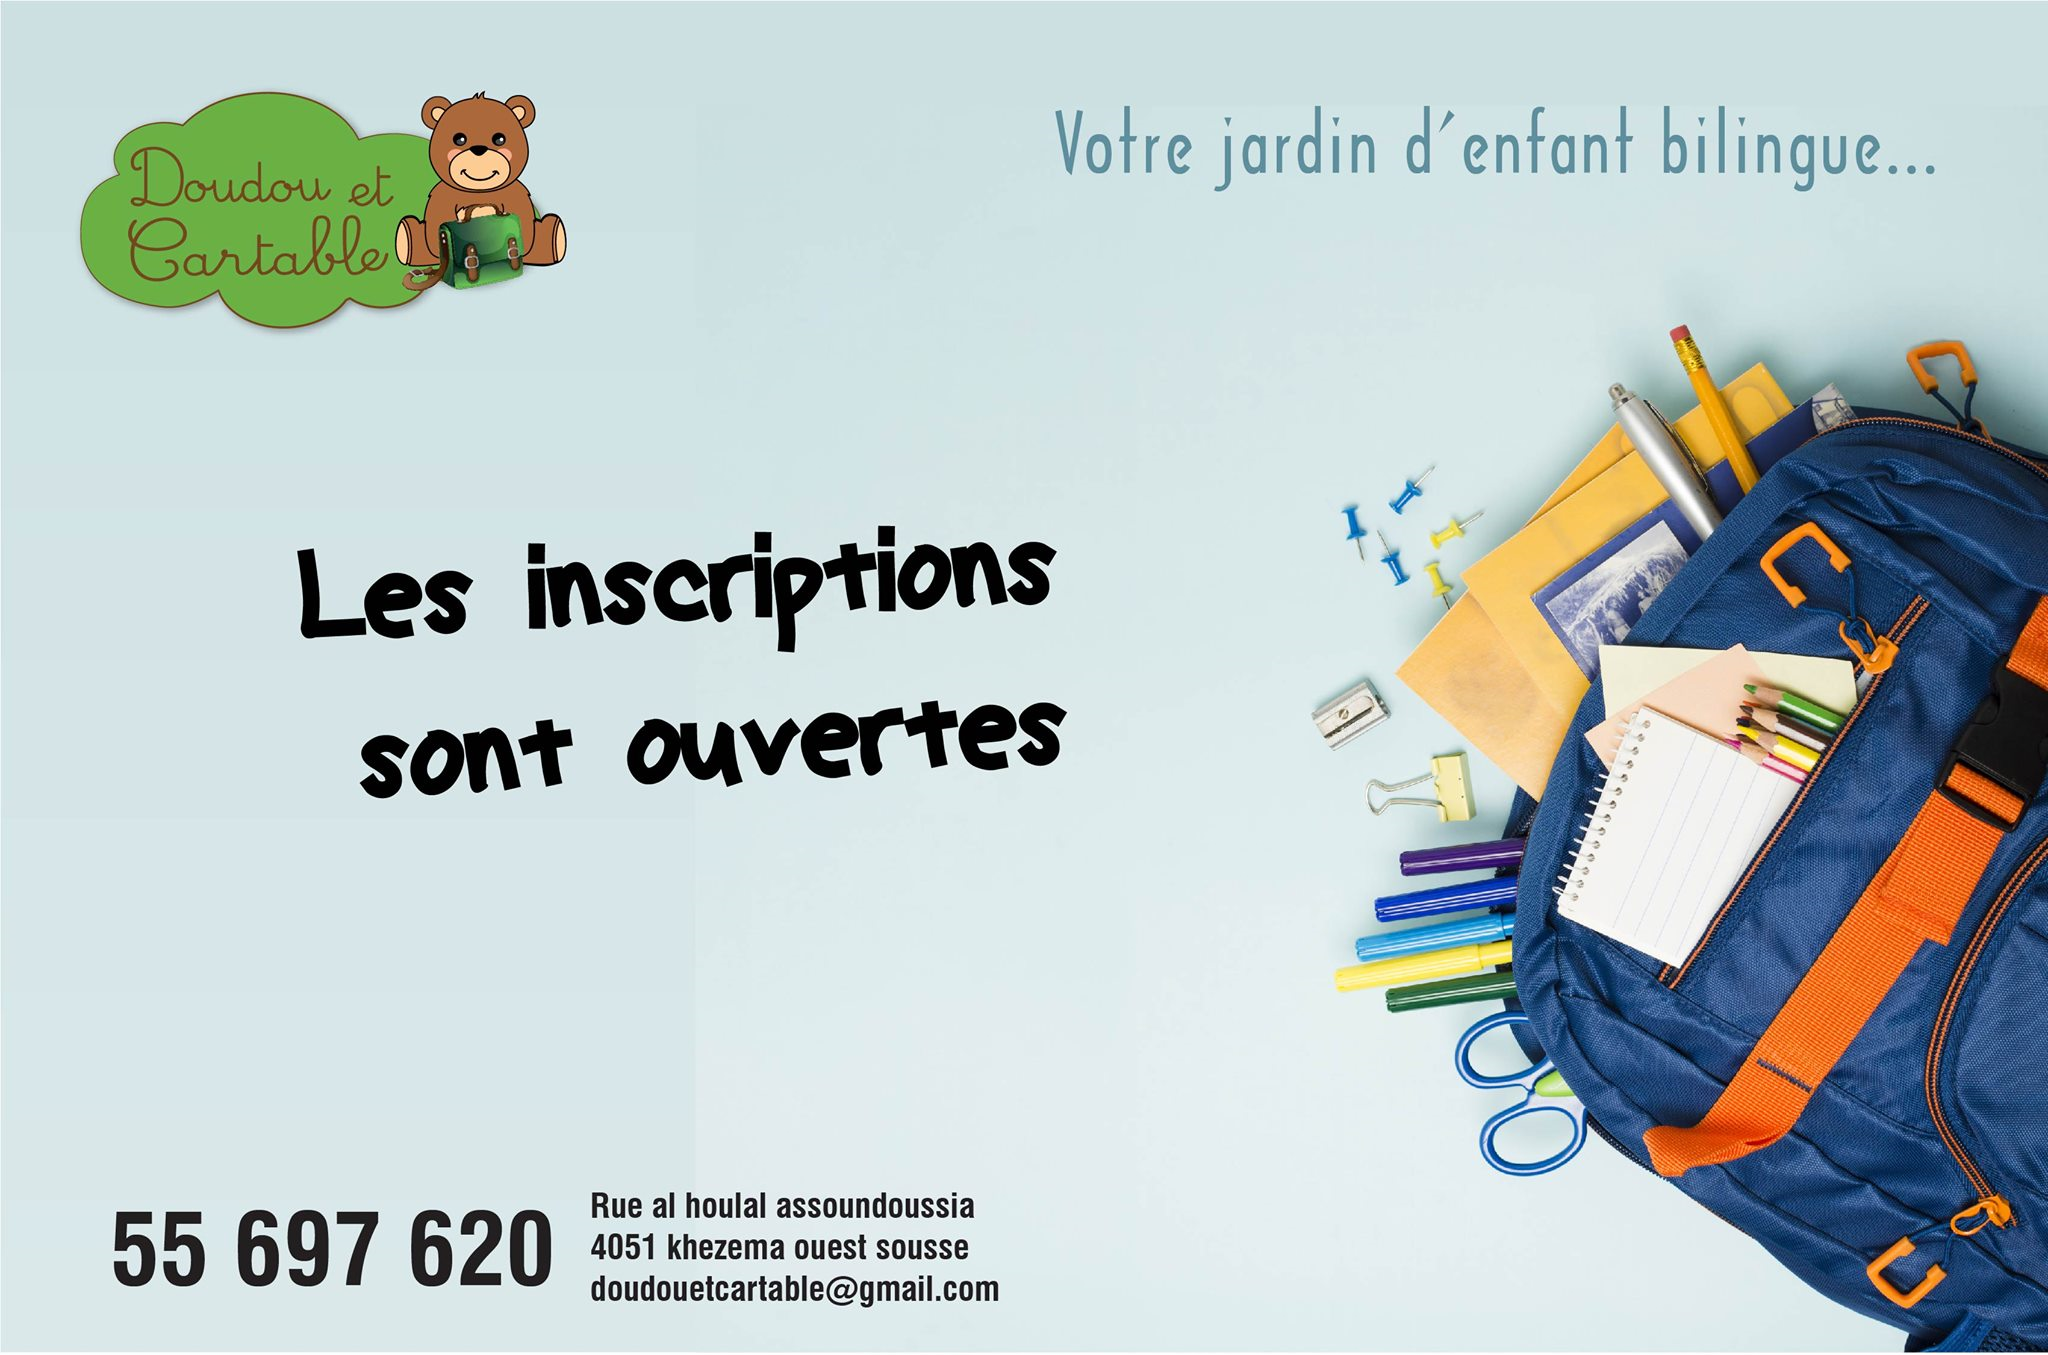 Doudou et
Cartable
Votre jardin d'enfant bilingue...
Les inscriptions
sont ouvertes
55 697 620
Rue al houlal assoundoussia
4051 khezema ouest sousse
doudouetcartable@gmail.com